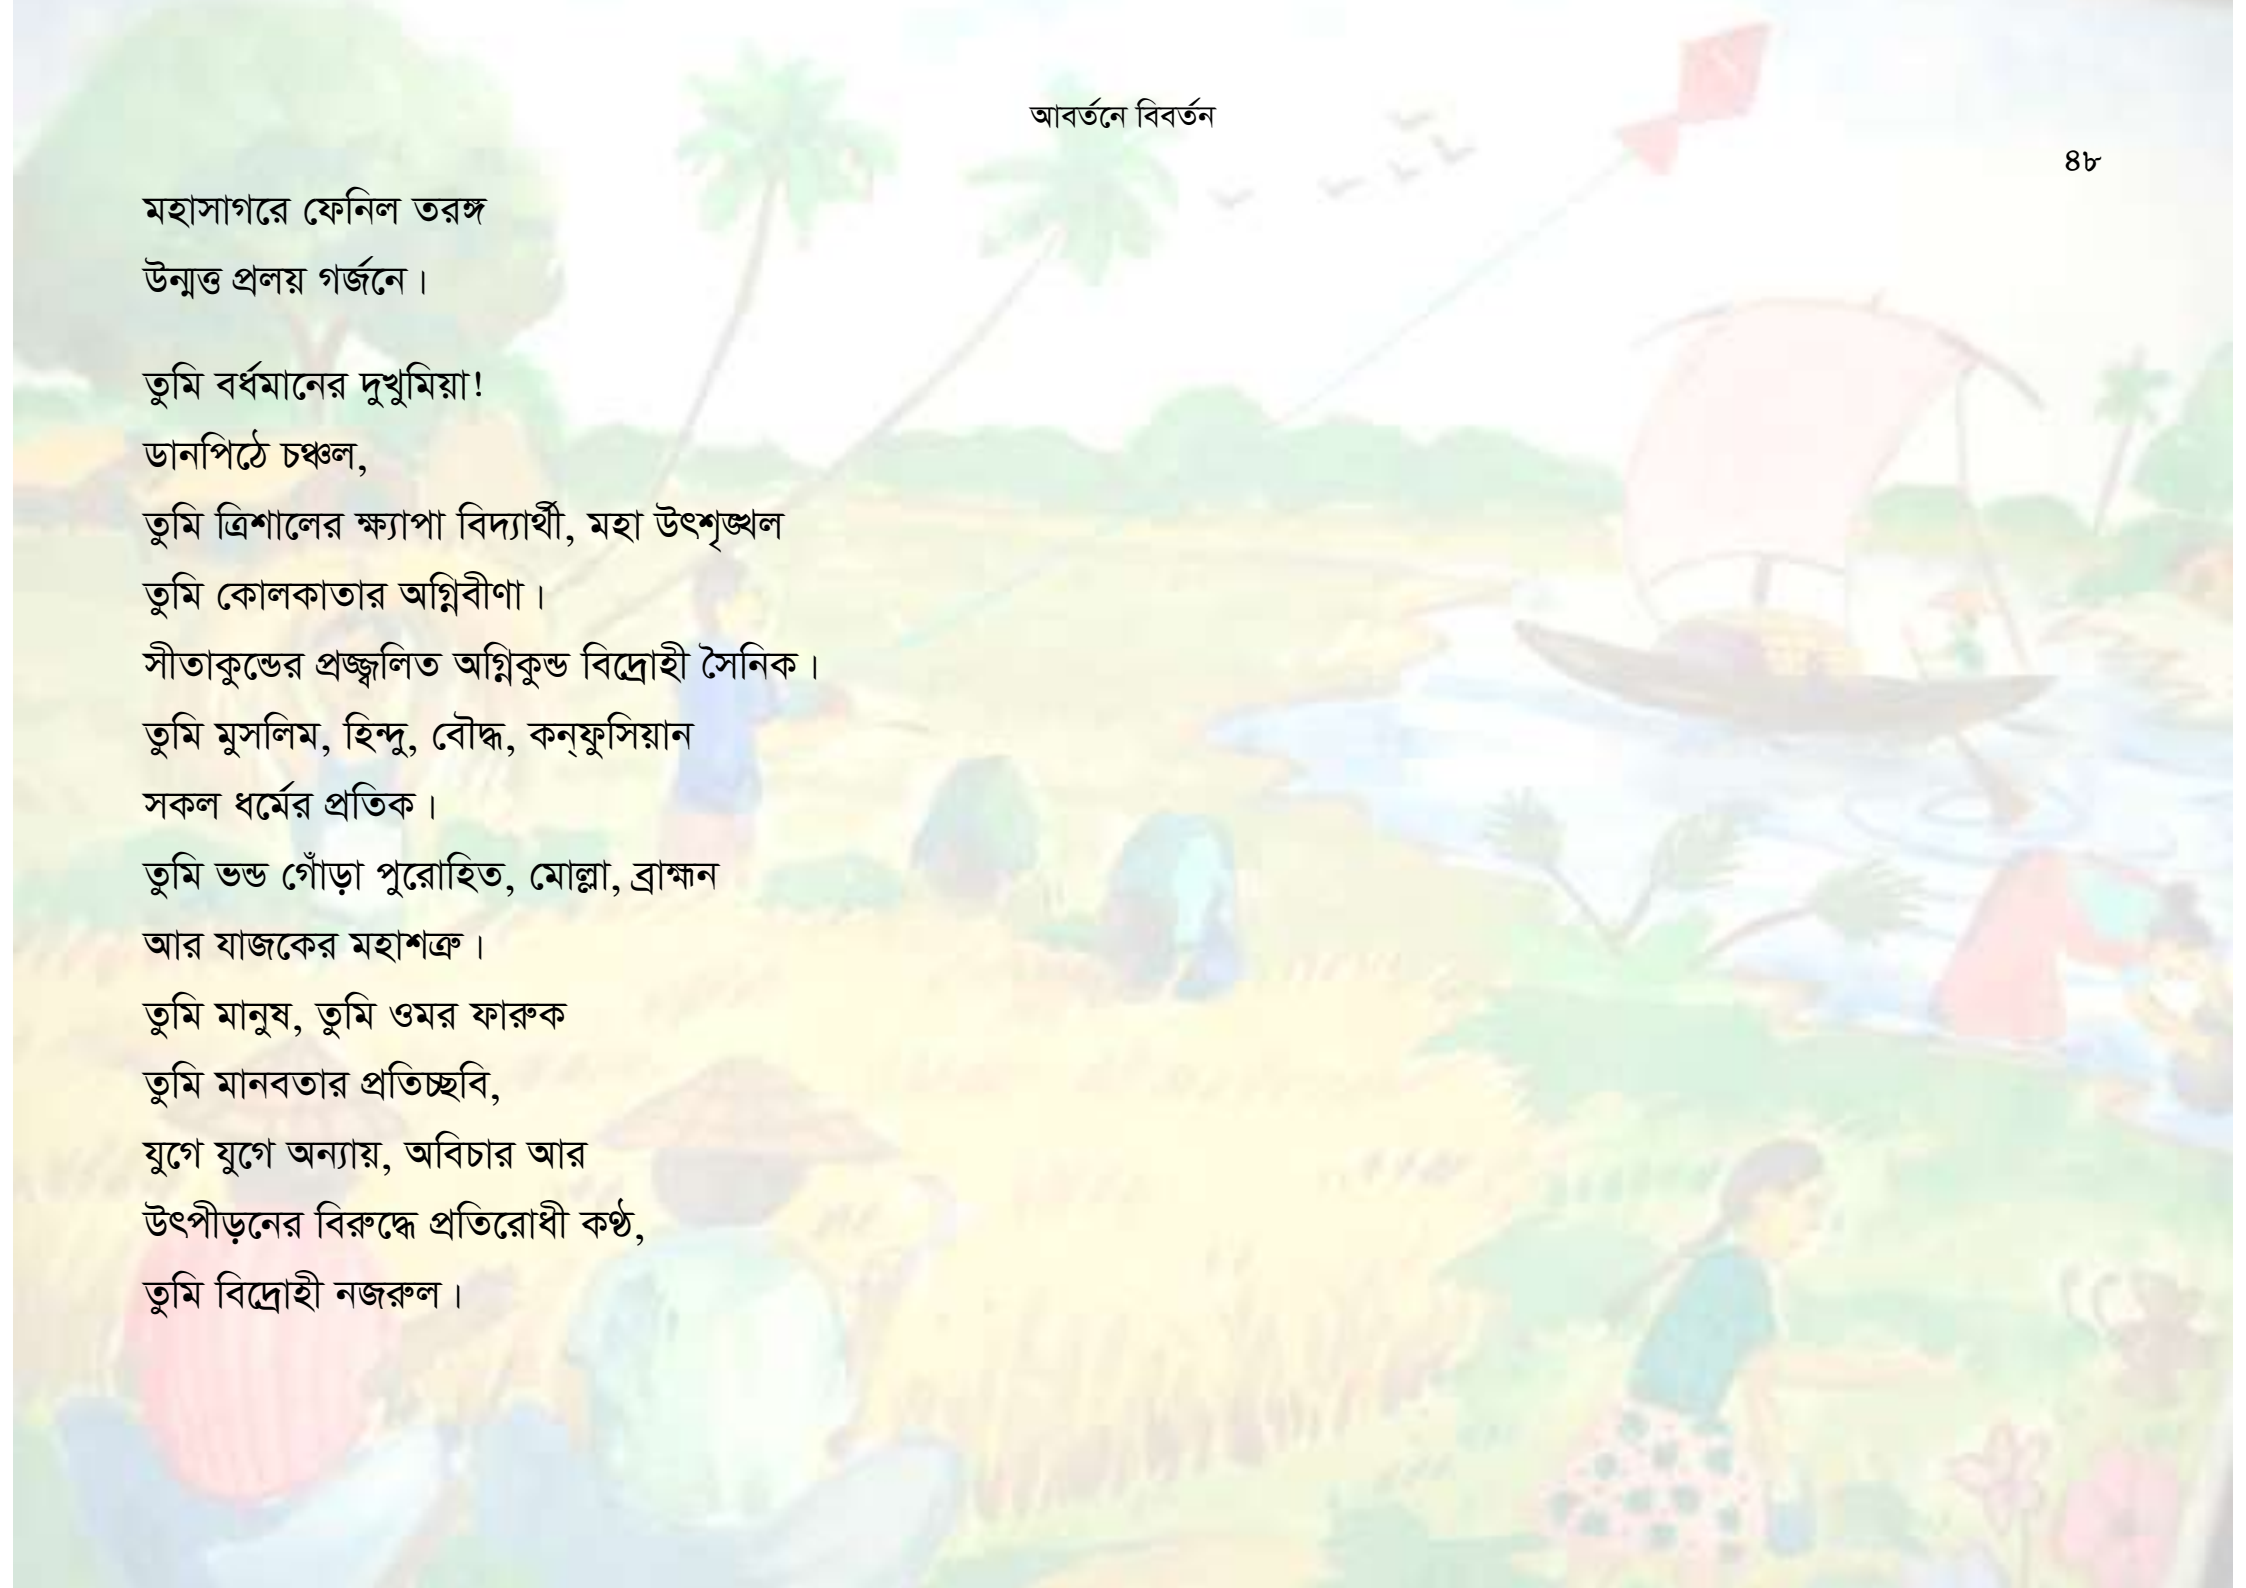 আবর্তনে বিবর্তন
৪৮
মহাসাগরে ফেনিল তরঙ্গ
উন্মত্ত প্রলয় গর্জনে।
তুমি বর্ধমানের দুখুমিয়া!
ডানপিঠে চঞ্চল,
তুমি ত্রিশালের ক্ষ্যাপা বিদ্যার্থী, মহা উৎশৃঙ্খল
তুমি কোলকাতার অগ্নিবীণা।
সীতাকুন্ডের প্রজ্জ্বলিত অগ্নিকুন্ড বিদ্রোহী সৈনিক।
তুমি মুসলিম, হিন্দু, বৌদ্ধ, কন্‌ফুসিয়ান
সকল ধর্মের প্রতিক।
তুমি ভন্ড গোঁড়া পুরোহিত, মোল্লা, ব্রাহ্মন
আর যাজকের মহাশত্রু।
তুমি মানুষ, তুমি ওমর ফারুক
তুমি মানবতার প্রতিচ্ছবি,
যুগে যুগে অন্যায়, অবিচার আর
উৎপীড়নের বিরুদ্ধে প্রতিরোধী কণ্ঠ,
তুমি বিদ্রোহী নজরুল।